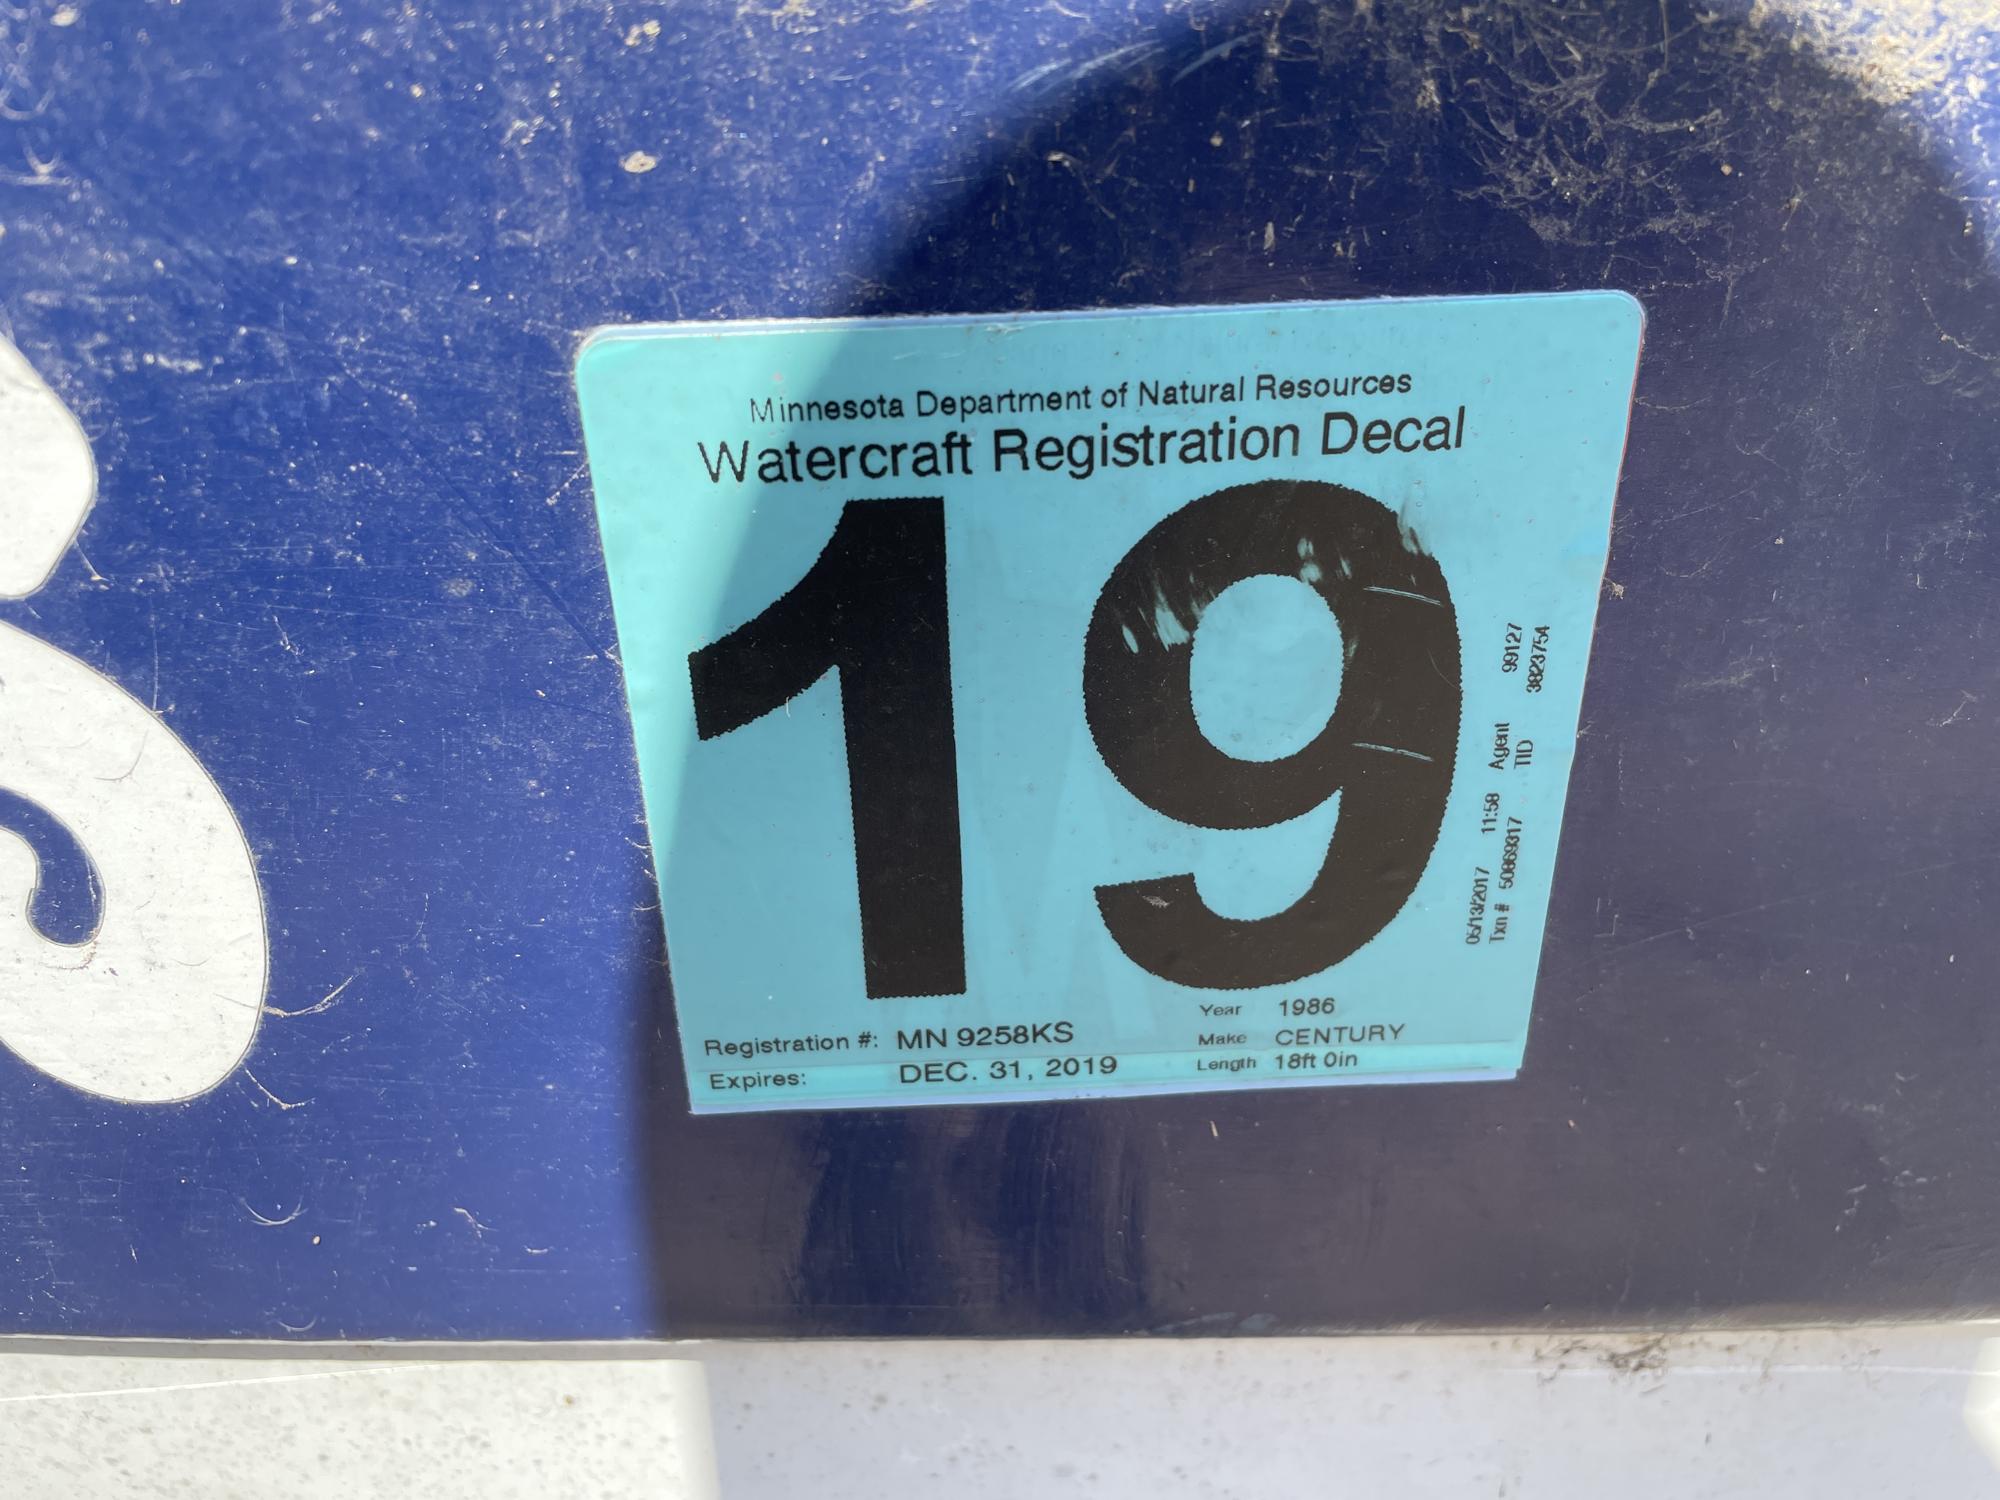 Minnesota Department of Natural Resources
Watercraft Registration Decal
19
Registration #: MN 9258KS
Expires: DEC. 31, 2019
Year 1986
Make CENTURY
Length 18ft 0in
05/13/2017 11:58 Agent 99127
Txn # 50869317 TID 3823754
S